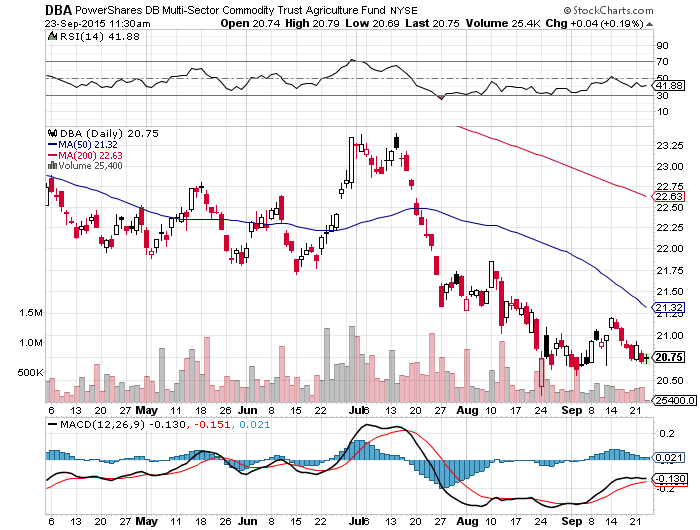 DBA PowerShares DB Multi-Sector Commodity Trust Agriculture Fund NYSE © StockCharts.com
23-Sep-2015 11:30am Open 20.74 High 20.79 Low 20.69 Last 20.75 Volume 25.4K Chg +0.04 (+0.19%)
RSI(14) 41.88
90
70
50
41.88
30
10
DBA (Daily) 20.75
MA(50) 21.32
MA(200) 22.63
Volume 25,400
23.25
23.00
22.75
22.63
22.50
22.25
22.00
21.75
21.50
21.32
21.25
21.00
20.75
20.50
25400.0
1.5M
1.0M
500K
6 13 20 27 May 11 18 26 Jun 8 15 22 Jul 6 13 20 27 Aug 10 17 24 Sep 8 14 21
MACD(12,26,9) -0.130, -0.151, 0.021
0.2
0.021
-0.130
-0.2
6 13 20 27 May 11 18 26 Jun 8 15 22 Jul 6 13 20 27 Aug 10 17 24 Sep 8 14 21